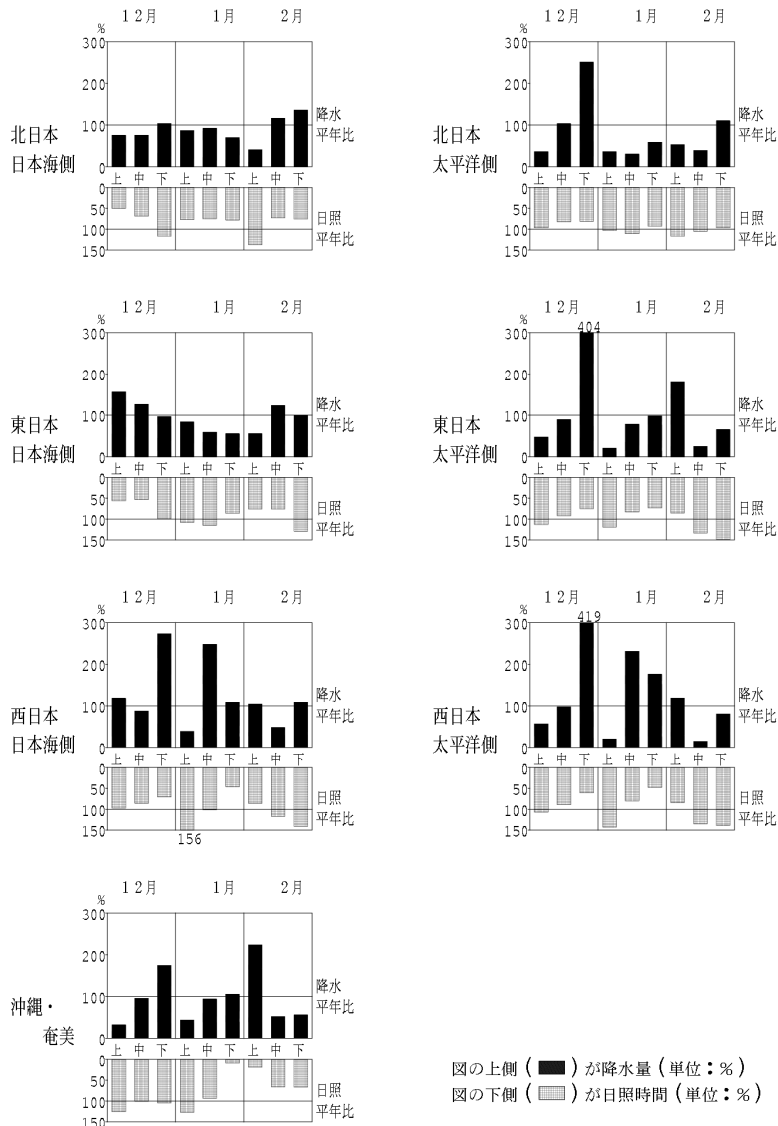 12月 1月 2月
%
300
200
100
0
降水
平年比
北日本
日本海側
上 中 下 上 中 下 上 中 下
0
50
100
150
日照
平年比
12月 1月 2月
%
300
200
100
0
降水
平年比
北日本
太平洋側
上 中 下 上 中 下 上 中 下
0
50
100
150
日照
平年比
12月 1月 2月
%
300
200
100
0
降水
平年比
東日本
日本海側
上 中 下 上 中 下 上 中 下
0
50
100
150
日照
平年比
12月 1月 2月
%
404
300
200
100
0
降水
平年比
東日本
太平洋側
上 中 下 上 中 下 上 中 下
0
50
100
150
日照
平年比
12月 1月 2月
%
300
200
100
0
降水
平年比
西日本
日本海側
上 中 下 上 中 下 上 中 下
0
50
100
150
156
日照
平年比
12月 1月 2月
%
419
300
200
100
0
降水
平年比
西日本
太平洋側
上 中 下 上 中 下 上 中 下
0
50
100
150
日照
平年比
12月 1月 2月
%
300
200
100
0
降水
平年比
沖縄・
奄美
上 中 下 上 中 下 上 中 下
0
50
100
150
日照
平年比
図の上側（ ）が降水量（単位：%）
図の下側（ ）が日照時間（単位：%）